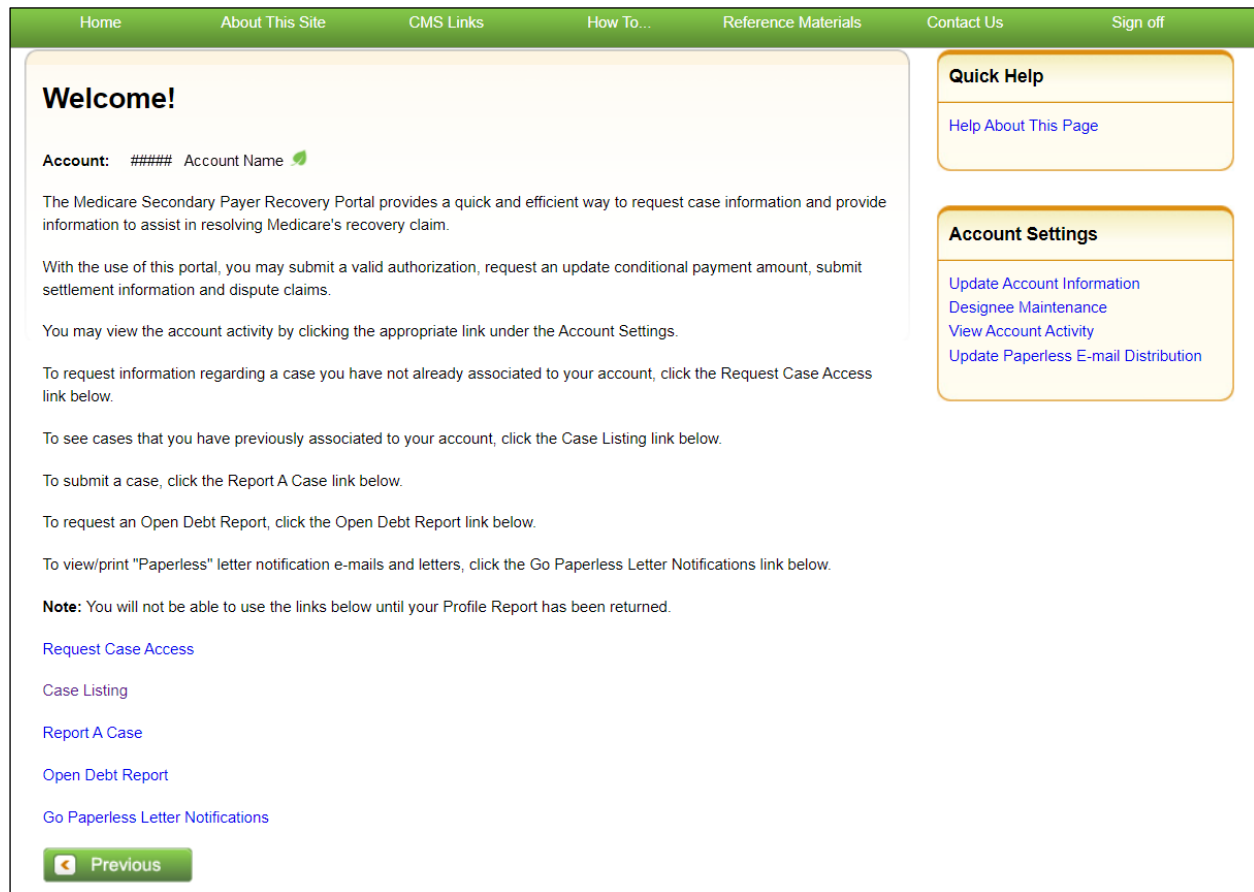 Home About This Site CMS Links How To... Reference Materials Contact Us Sign off
Welcome!
Account: ##### Account Name
The Medicare Secondary Payer Recovery Portal provides a quick and efficient way to request case information and provide
information to assist in resolving Medicare's recovery claim.
With the use of this portal, you may submit a valid authorization, request an update conditional payment amount, submit
settlement information and dispute claims.
You may view the account activity by clicking the appropriate link under the Account Settings.
To request information regarding a case you have not already associated to your account, click the Request Case Access
link below.
To see cases that you have previously associated to your account, click the Case Listing link below.
To submit a case, click the Report A Case link below.
To request an Open Debt Report, click the Open Debt Report link below.
To view/print "Paperless" letter notification e-mails and letters, click the Go Paperless Letter Notifications link below.
Note: You will not be able to use the links below until your Profile Report has been returned.
Request Case Access
Case Listing
Report A Case
Open Debt Report
Go Paperless Letter Notifications
Previous
Quick Help
Help About This Page
Account Settings
Update Account Information
Designee Maintenance
View Account Activity
Update Paperless E-mail Distribution